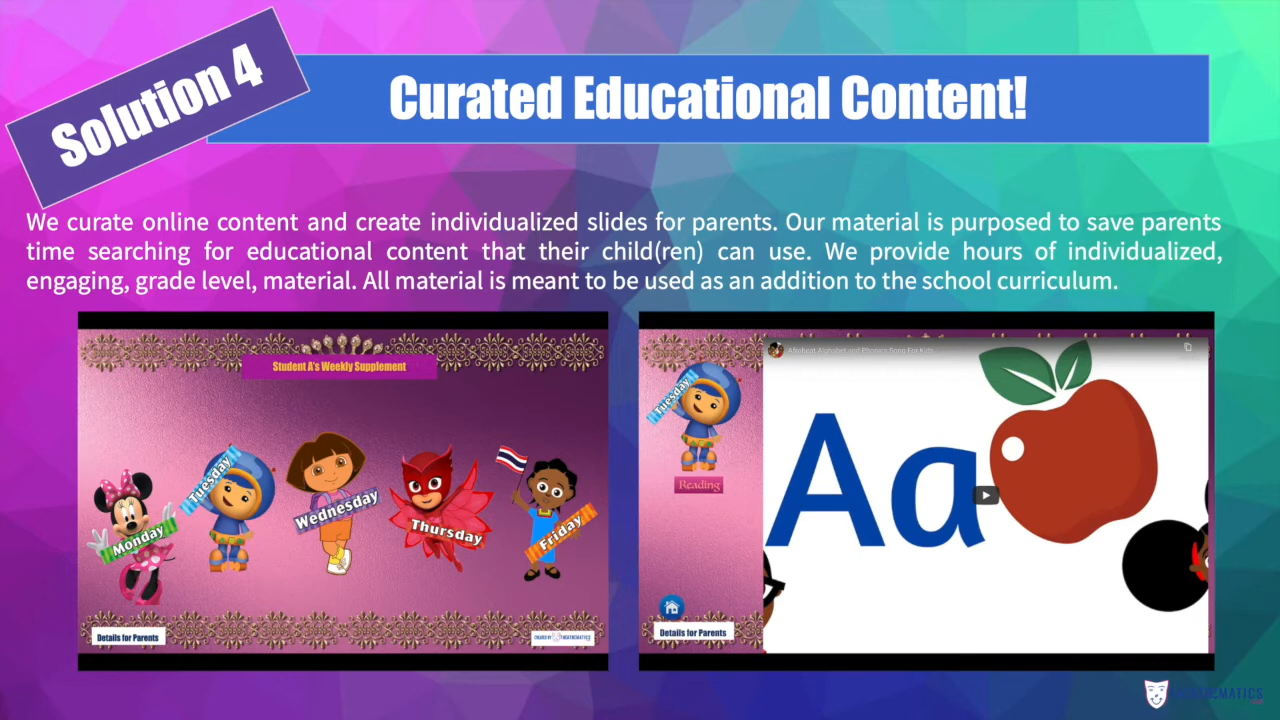 Solution 4
Curated Educational Content!
We curate online content and create individualized slides for parents. Our material is purposed to save parents
time searching for educational content that their child(ren) can use. We provide hours of individualized,
engaging, grade level, material. All material is meant to be used as an addition to the school curriculum.
Student A's Weekly Supplement
Monday
Tuesday
Wednesday
Thursday
Friday
Details for Parents
CREATED BY THEATHEMATICS
Afrobeat Alphabet and Phonics Song For Kids
Tuesday
Reading
Aa
Details for Parents